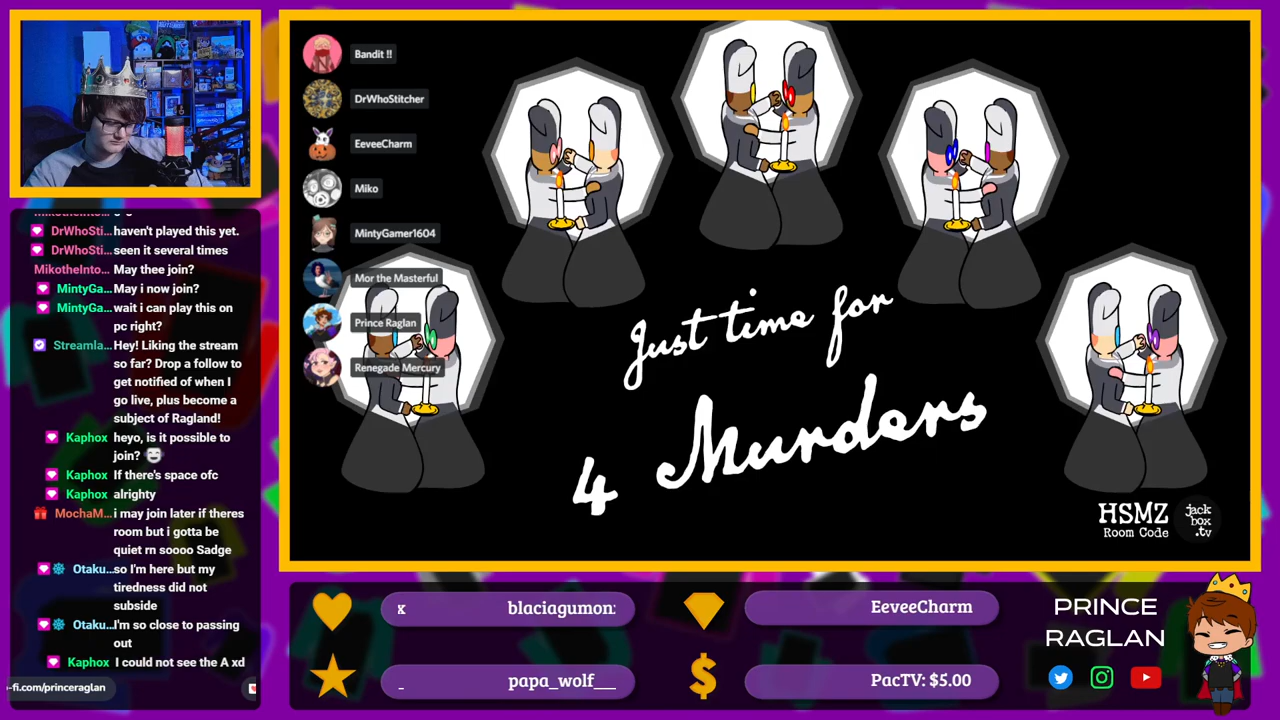 Bandit !!
DrWhoStitcher
EeveeCharm
Miko
MintyGamer1604
Mor the Masterful
Prince Raglan
Renegade Mercury
DrWhoSti... haven't played this yet.
DrWhoSti... seen it several times
MikotheInto... May thee join?
MintyGa... May i now join?
MintyGa... wait i can play this on
pc right?
Streamla... Hey! Liking the stream
so far? Drop a follow to
get notified of when I
go live, plus become a
subject of Ragland!
Kaphox heyo, is it possible to
join?
Kaphox If there's space ofc
Kaphox alrighty
MochaM... i may join later if theres
room but i gotta be
quiet rn soooo Sadge
Otaku... so I'm here but my
tiredness did not
subside
Otaku... I'm so close to passing
out
Kaphox I could not see the A xd
-fi.com/princeraglan
Just time for
4 Murders
HSMZ
Room Code
jack
box
.tv
x blaciagumon:
EeveeCharm
_ papa_wolf__
PacTV: $5.00
PRINCE
RAGLAN